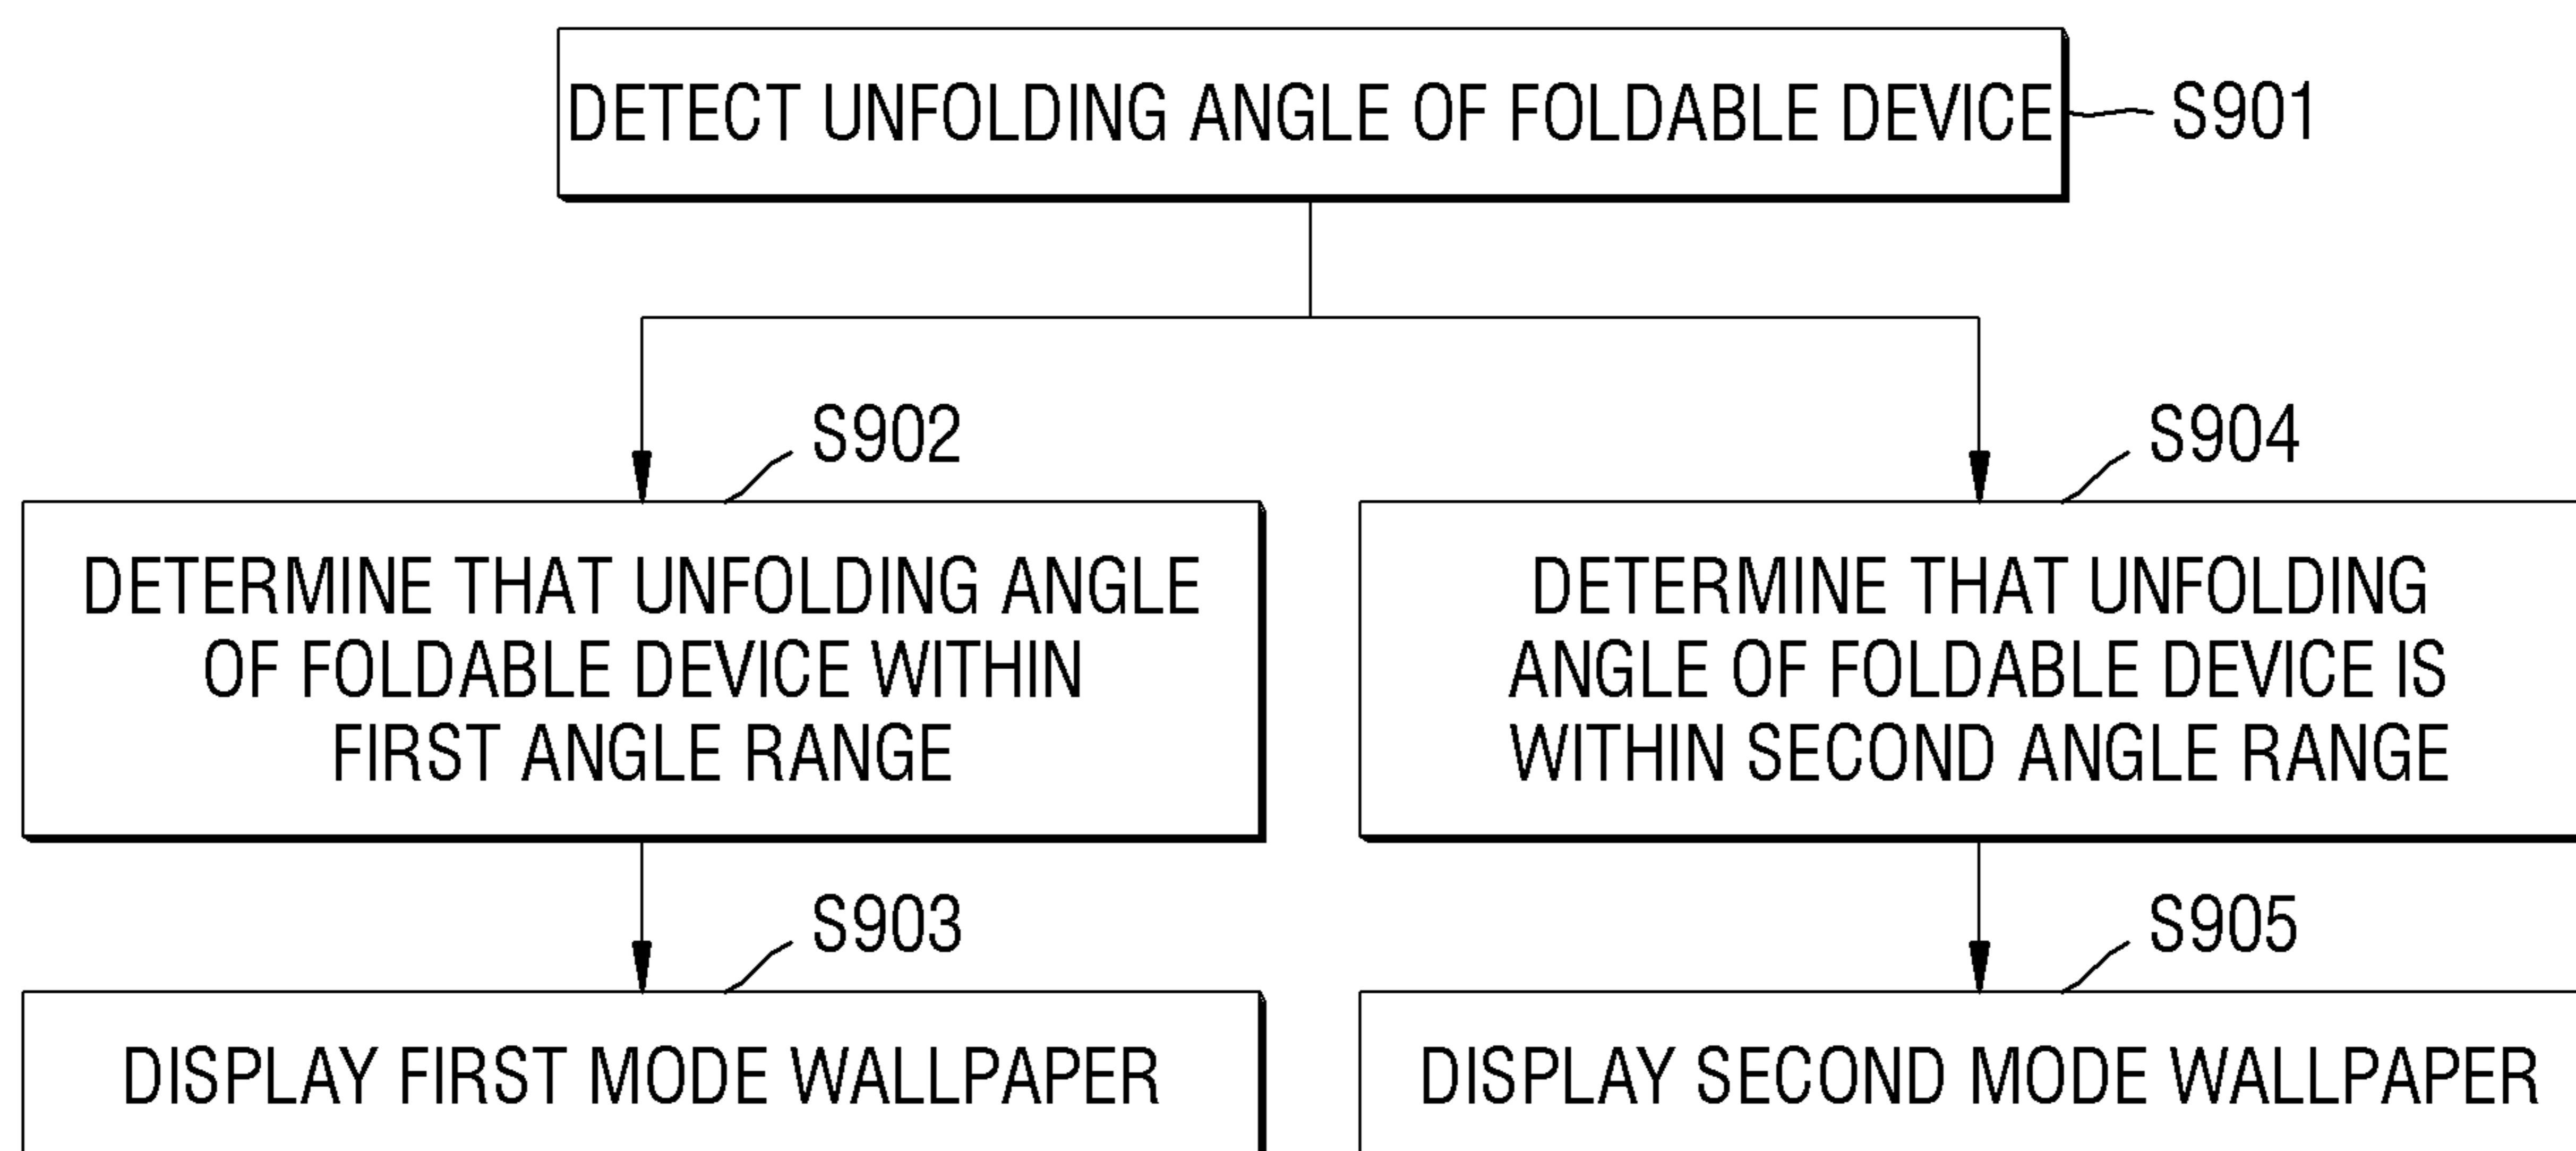 DETECT UNFOLDING ANGLE OF FOLDABLE DEVICE
S901
S902
DETERMINE THAT UNFOLDING ANGLE
OF FOLDABLE DEVICE WITHIN
FIRST ANGLE RANGE
S903
DISPLAY FIRST MODE WALLPAPER
S904
DETERMINE THAT UNFOLDING
ANGLE OF FOLDABLE DEVICE IS
WITHIN SECOND ANGLE RANGE
S905
DISPLAY SECOND MODE WALLPAPER